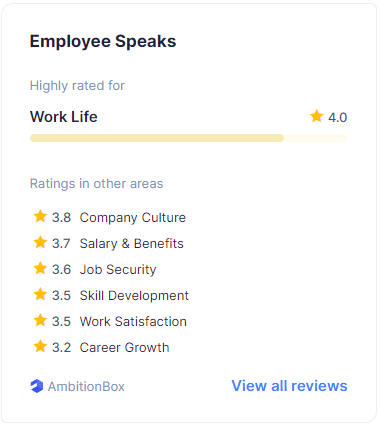 Employee Speaks
Highly rated for
Work Life 4.0
Ratings in other areas
3.8 Company Culture
3.7 Salary & Benefits
3.6 Job Security
3.5 Skill Development
3.5 Work Satisfaction
3.2 Career Growth
AmbitionBox View all reviews